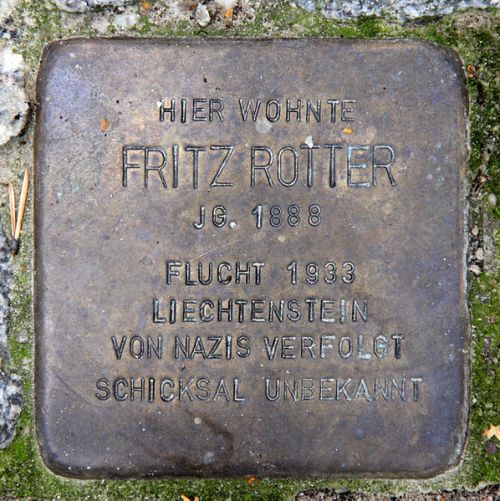 HIER WOHNTE
FRITZ ROTTER
JG. 1888
FLUCHT 1933
LIECHTENSTEIN
VON NAZIS VERFOLGT
SCHICKSAL UNBEKANNT